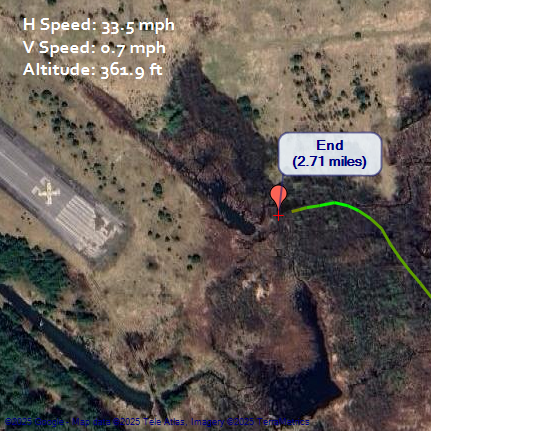 H Speed: 33.5 mph
V Speed: 0.7 mph
Altitude: 361.9 ft
End
(2.71 miles)
©2025 Google - Map data ©2025 Tele Atlas, Imagery ©2025 TerraMetrics